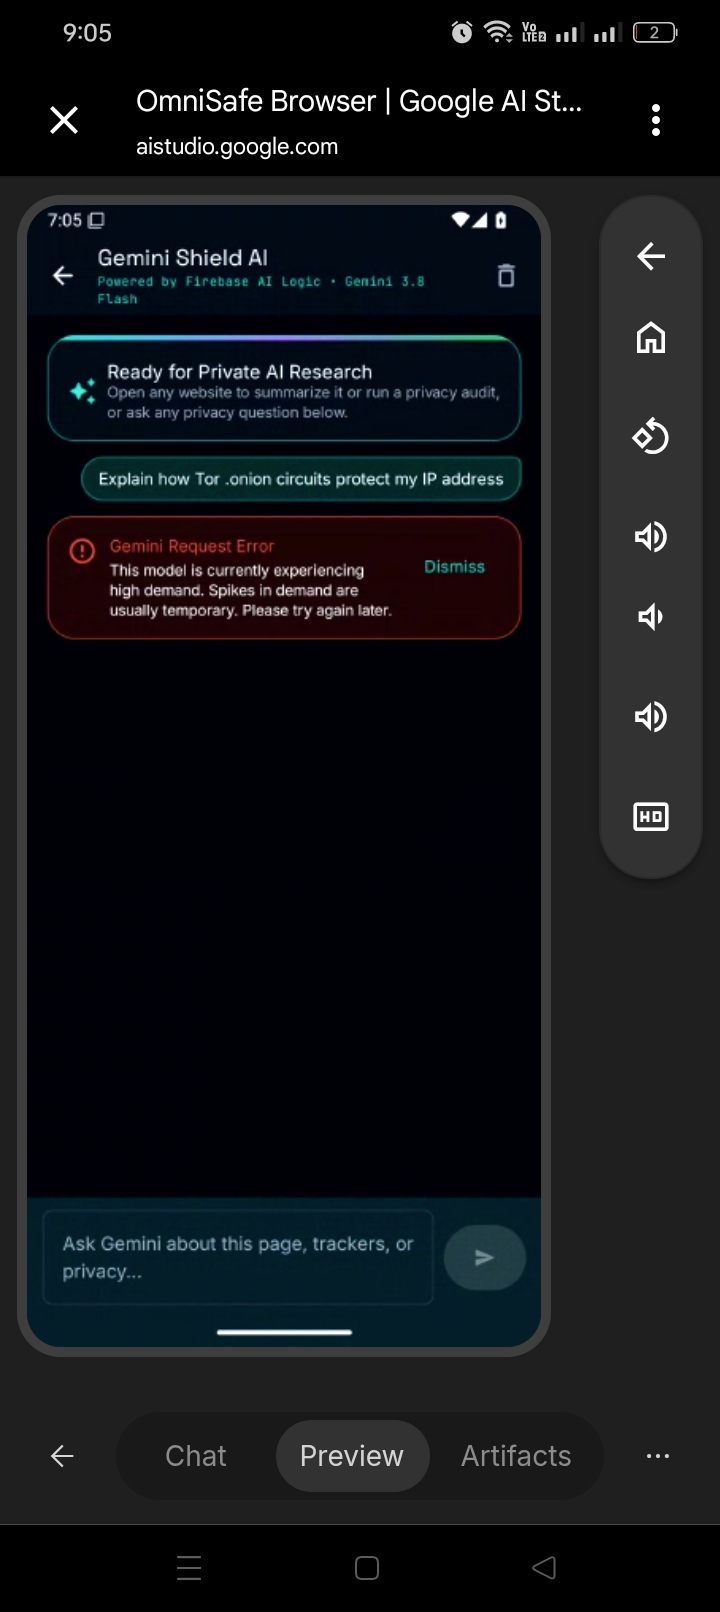 9:05
Vo
LTE2
2
OmniSafe Browser | Google AI St...
aistudio.google.com
7:05
Gemini Shield AI
Powered by Firebase AI Logic • Gemini 3.8
Flash
Ready for Private AI Research
Open any website to summarize it or run a privacy audit,
or ask any privacy question below.
Explain how Tor .onion circuits protect my IP address
Gemini Request Error
This model is currently experiencing
high demand. Spikes in demand are
usually temporary. Please try again later.
Dismiss
HD
Ask Gemini about this page, trackers, or
privacy...
Chat
Preview
Artifacts